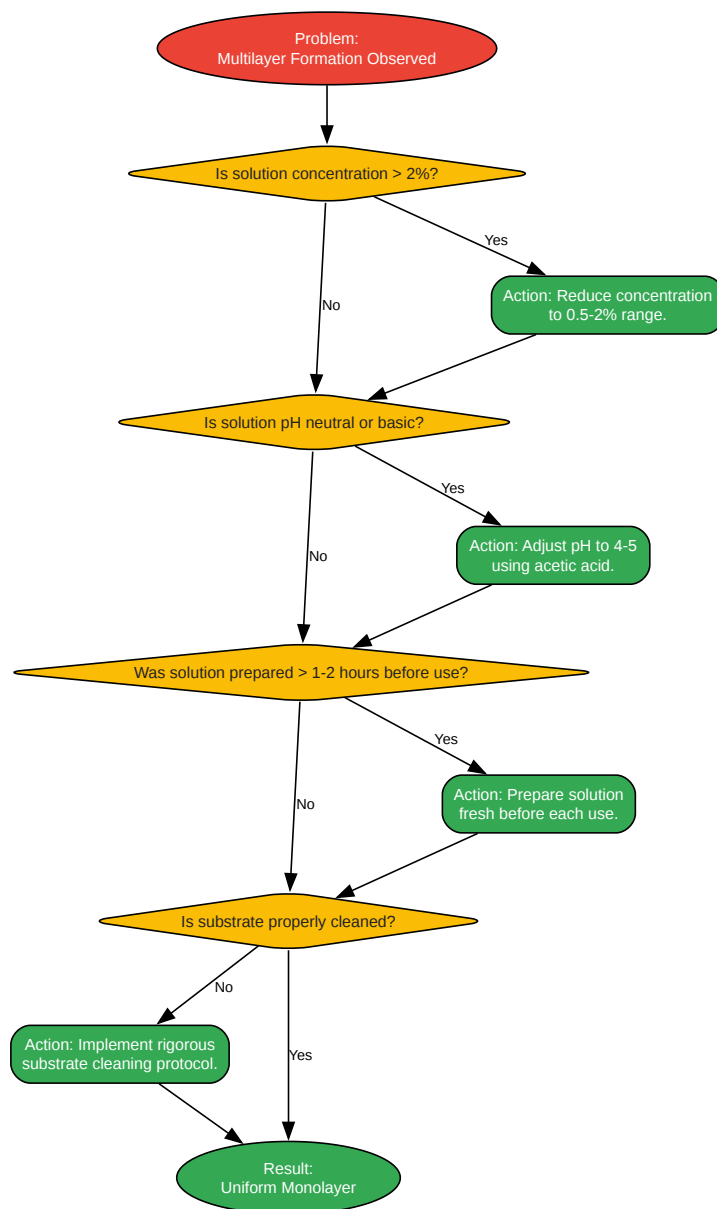 Problem:
Multilayer Formation Observed
Is solution concentration > 2%?
Yes
Action: Reduce concentration
to 0.5-2% range.
No
Is solution pH neutral or basic?
Yes
Action: Adjust pH to 4-5
using acetic acid.
No
Was solution prepared > 1-2 hours before use?
Yes
Action: Prepare solution
fresh before each use.
No
Is substrate properly cleaned?
No
Action: Implement rigorous
substrate cleaning protocol.
Yes
Result:
Uniform Monolayer